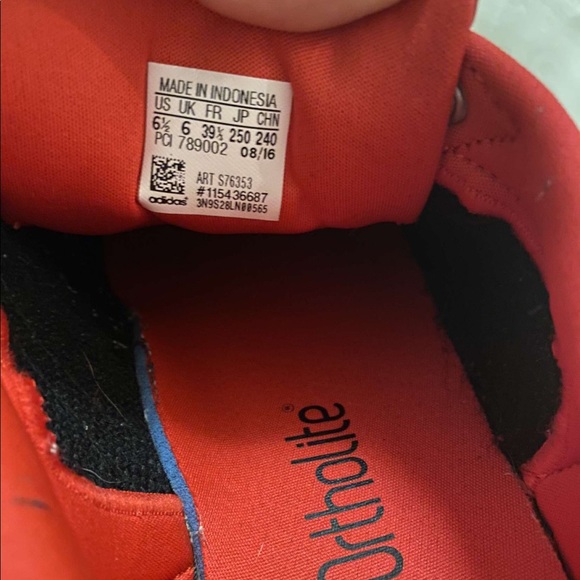 MADE IN INDONESIA
US UK FR JP CHN
6½ 6 39⅓ 250 240
PCI 789002 08/16
ART S76353
#115436687
adidas 3N9S28LN00565
ortholite®